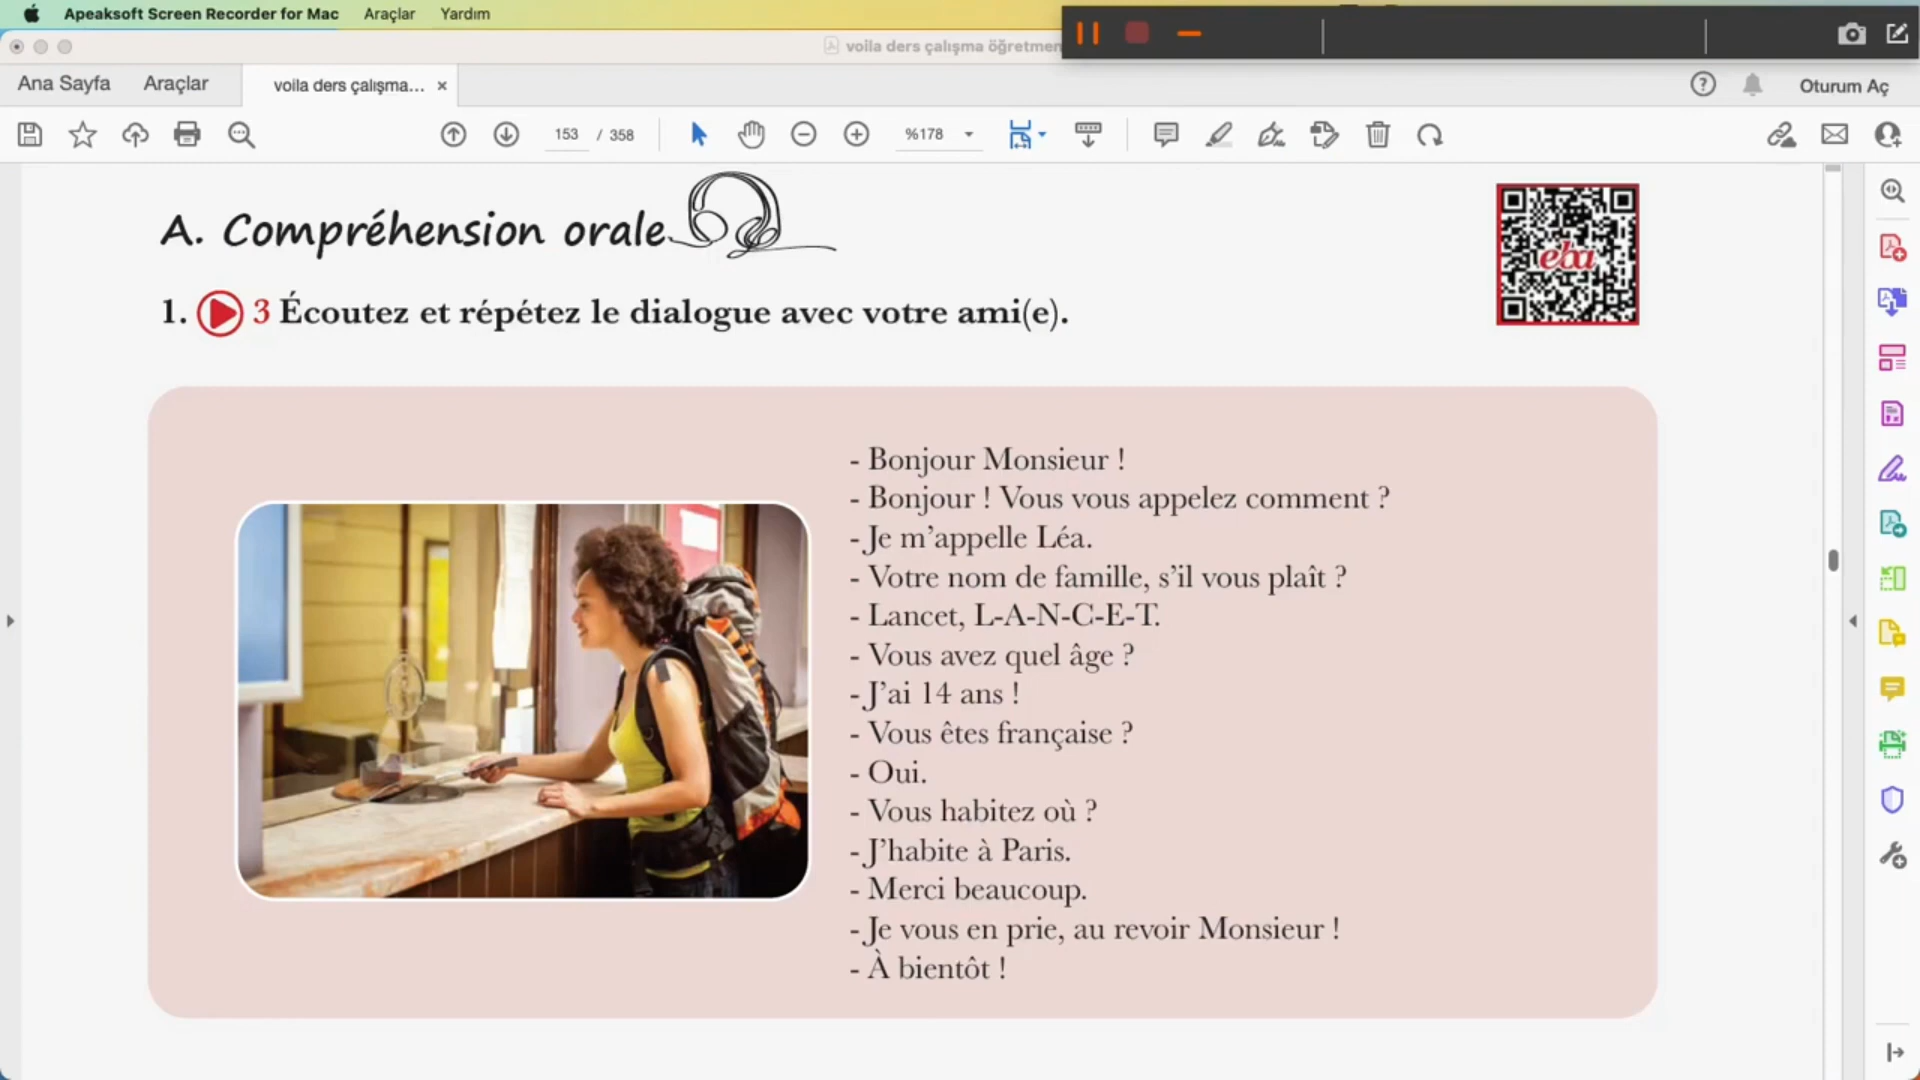 Apeaksoft Screen Recorder for Mac Araçlar Yardım
voila ders çalışma öğretmen
Ana Sayfa Araçlar voila ders çalışma... × Oturum Aç
153 / 358 %178
A. Compréhension orale
eba
1. 3 Écoutez et répétez le dialogue avec votre ami(e).
- Bonjour Monsieur !
- Bonjour ! Vous vous appelez comment ?
- Je m’appelle Léa.
- Votre nom de famille, s’il vous plaît ?
- Lancet, L-A-N-C-E-T.
- Vous avez quel âge ?
- J’ai 14 ans !
- Vous êtes française ?
- Oui.
- Vous habitez où ?
- J’habite à Paris.
- Merci beaucoup.
- Je vous en prie, au revoir Monsieur !
- À bientôt !